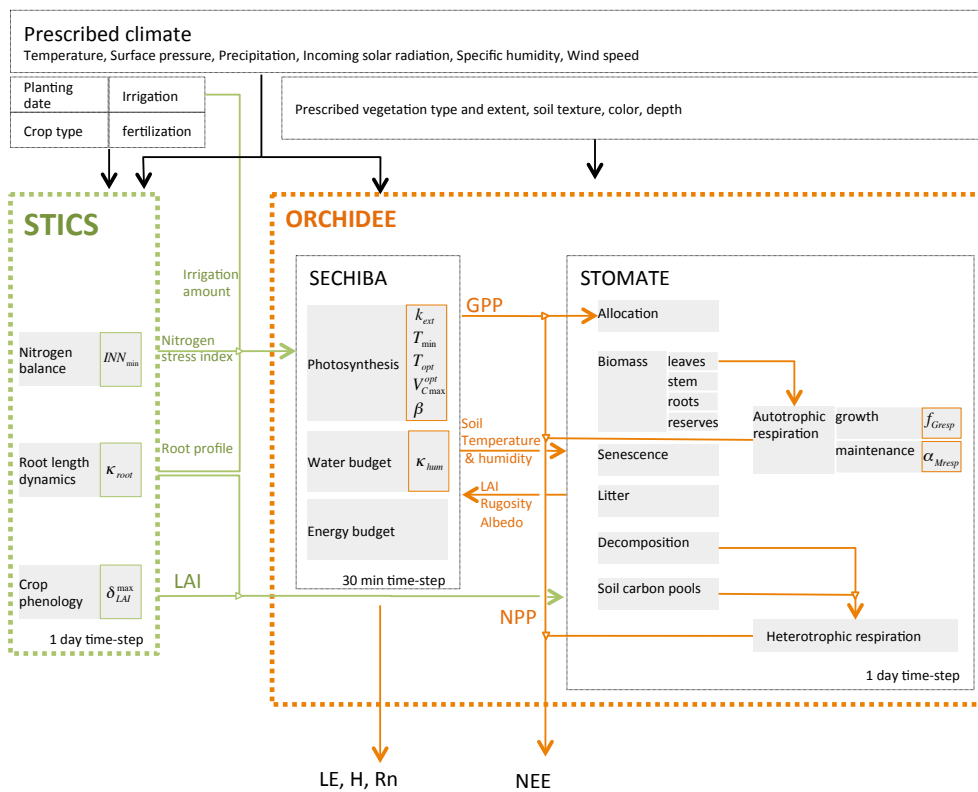 Prescribed climate
Temperature, Surface pressure, Precipitation, Incoming solar radiation, Specific humidity, Wind speed
Planting date
Irrigation
Crop type
fertilization
Prescribed vegetation type and extent, soil texture, color, depth
STICS
Irrigation
amount
Nitrogen
balance
INN_min
Nitrogen
stress index
Root length
dynamics
κ_root
Root profile
Crop
phenology
δ_LAI^max
LAI
1 day time-step
ORCHIDEE
SECHIBA
Photosynthesis
k_ext
T_min
T_opt
V_Cmax^opt
β
Water budget
κ_hum
Energy budget
30 min time-step
GPP
Soil
Temperature
& humidity
LAI
Rugosity
Albedo
NPP
STOMATE
Allocation
Biomass
leaves
stem
roots
reserves
Autotrophic
respiration
growth
f_Gresp
maintenance
α_Mresp
Senescence
Litter
Decomposition
Soil carbon pools
Heterotrophic respiration
1 day time-step
LE, H, Rn
NEE